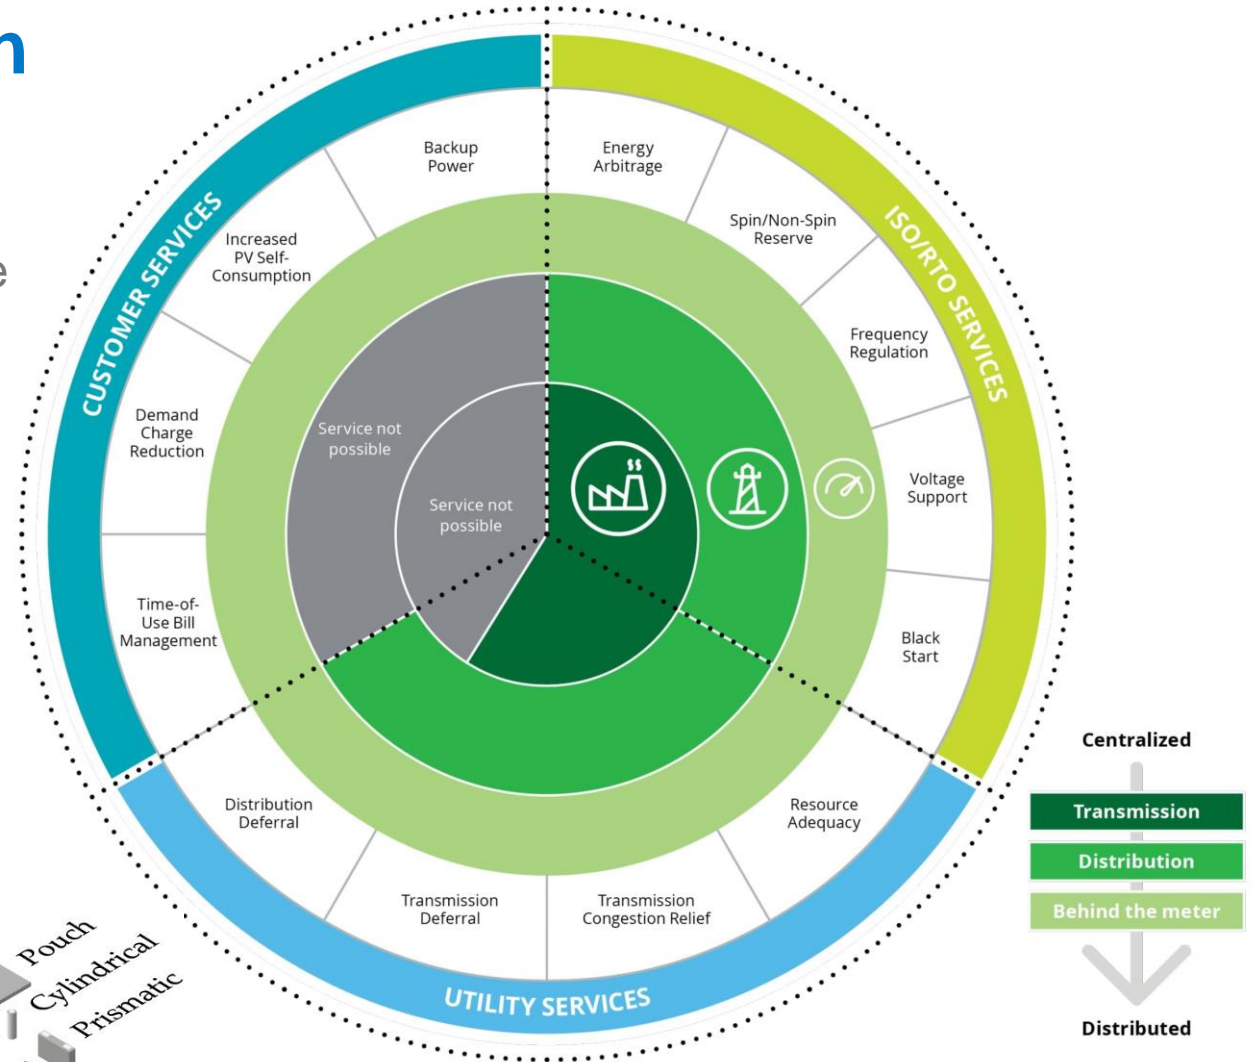 n
e
CUSTOMER SERVICES
ISO/RTO SERVICES
UTILITY SERVICES
Backup
Power
Energy
Arbitrage
Spin/Non-Spin
Reserve
Frequency
Regulation
Voltage
Support
Black
Start
Resource
Adequacy
Transmission
Congestion Relief
Transmission
Deferral
Distribution
Deferral
Time-of-
Use Bill
Management
Demand
Charge
Reduction
Increased
PV Self-
Consumption
Service not
possible
Service not
possible
Centralized
Transmission
Distribution
Behind the meter
Distributed
Pouch
Cylindrical
Prismatic